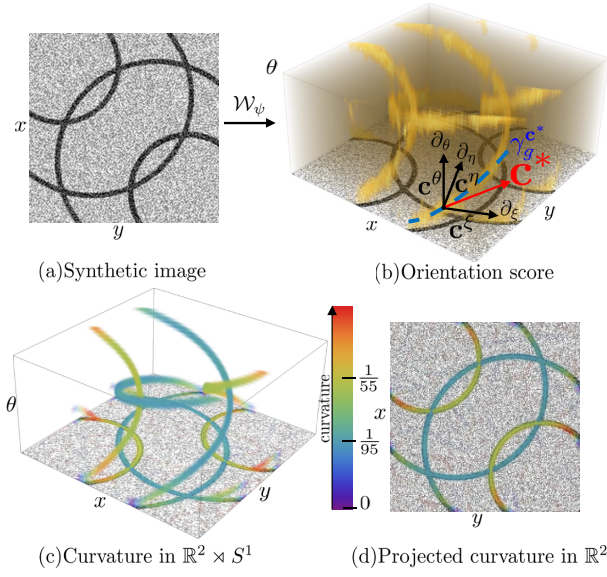 θ
x
y
𝒲_ψ
∂_θ
∂_η
γ_g^{c*}
C^θ
C^η
C*
∂_ξ
C^ξ
x
y
(a)Synthetic image
(b)Orientation score
θ
x
y
curvature
1/55
1/95
0
x
y
(c)Curvature in ℝ² ⋊ S¹
(d)Projected curvature in ℝ²